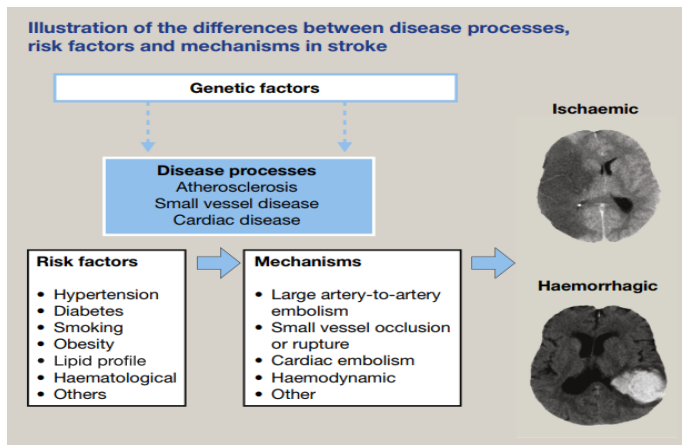 Illustration of the differences between disease processes,
risk factors and mechanisms in stroke
Genetic factors
Disease processes
Atherosclerosis
Small vessel disease
Cardiac disease
Risk factors
• Hypertension
• Diabetes
• Smoking
• Obesity
• Lipid profile
• Haematological
• Others
Mechanisms
• Large artery-to-artery
embolism
• Small vessel occlusion
or rupture
• Cardiac embolism
• Haemodynamic
• Other
Ischaemic
Haemorrhagic